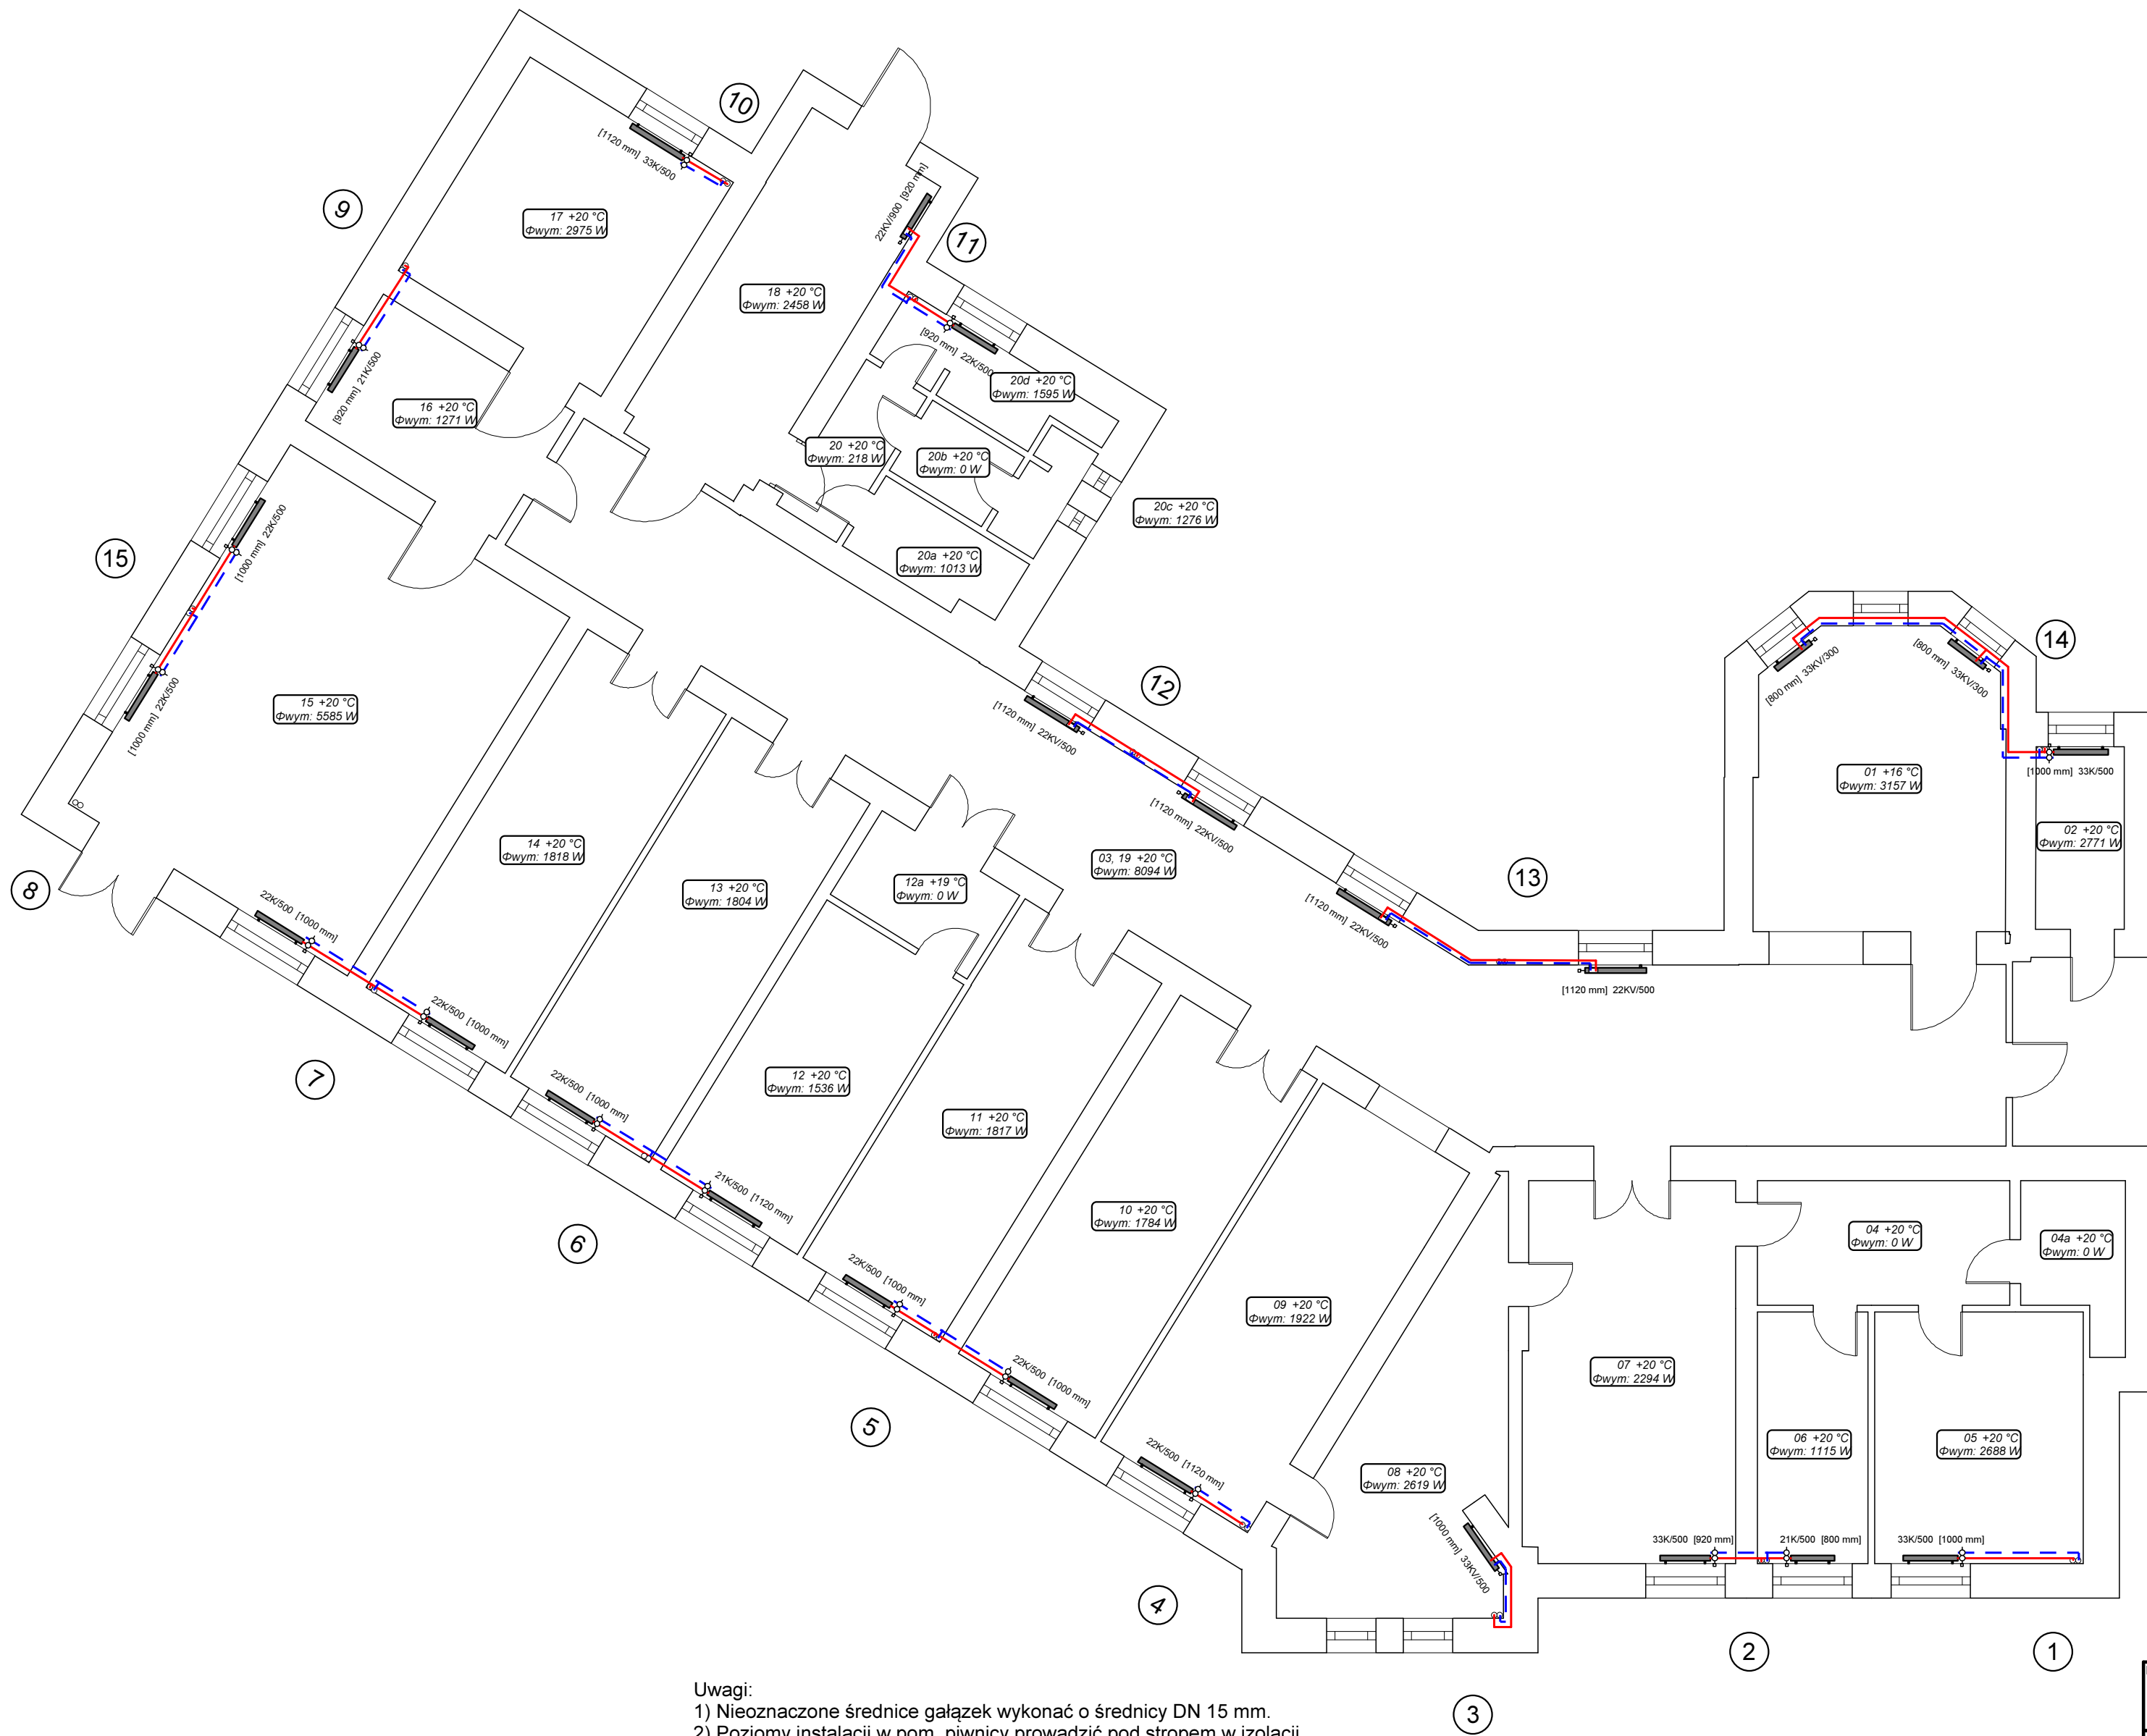 10
[1120 mm] 33K/500
9
17 +20 °C
Φwym: 2975 W
22KV/900 [920 mm]
11
18 +20 °C
Φwym: 2458 W
[920 mm] 22K/500
20d +20 °C
Φwym: 1595 W
[920 mm] 21K/500
16 +20 °C
Φwym: 1271 W
20 +20 °C
Φwym: 218 W
20b +20 °C
Φwym: 0 W
20c +20 °C
Φwym: 1276 W
20a +20 °C
Φwym: 1013 W
15
[1000 mm] 22K/500
[1000 mm] 22K/500
15 +20 °C
Φwym: 5585 W
12
[1120 mm] 22KV/500
[1120 mm] 22KV/500
14
[800 mm] 33KV/300
[800 mm] 33KV/300
[1000 mm] 33K/500
01 +16 °C
Φwym: 3157 W
02 +20 °C
Φwym: 2771 W
14 +20 °C
Φwym: 1818 W
13 +20 °C
Φwym: 1804 W
12a +19 °C
Φwym: 0 W
03, 19 +20 °C
Φwym: 8094 W
13
[1120 mm] 22KV/500
[1120 mm] 22KV/500
8
22K/500 [1000 mm]
22K/500 [1000 mm]
7
22K/500 [1000 mm]
12 +20 °C
Φwym: 1536 W
11 +20 °C
Φwym: 1817 W
21K/500 [1120 mm]
6
10 +20 °C
Φwym: 1784 W
04 +20 °C
Φwym: 0 W
04a +20 °C
Φwym: 0 W
22K/500 [1000 mm]
09 +20 °C
Φwym: 1922 W
22K/500 [1000 mm]
07 +20 °C
Φwym: 2294 W
5
06 +20 °C
Φwym: 1115 W
05 +20 °C
Φwym: 2688 W
22K/500 [1120 mm]
08 +20 °C
Φwym: 2619 W
[1000 mm] 33KV/500
33K/500 [920 mm]
21K/500 [800 mm]
33K/500 [1000 mm]
4
2
1
3
Uwagi:
1) Nieoznaczone średnice gałązek wykonać o średnicy DN 15 mm.
2) Poziomy instalacji w pom. piwnicy prowadzić pod stropem w izolacji